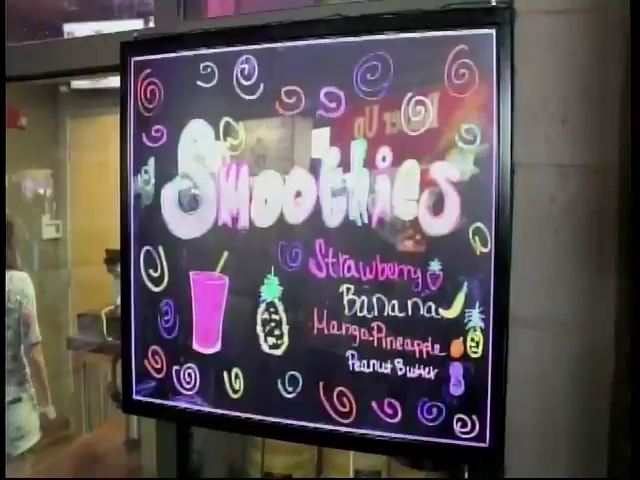 Smoothies
Strawberry
Banana
Mango-Pineapple
Peanut Butter